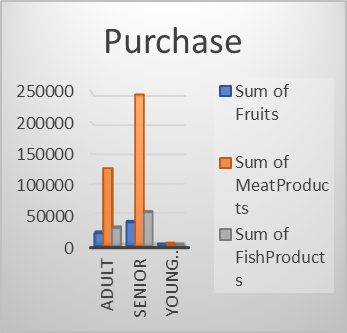 Purchase
250000
200000
150000
100000
50000
0
ADULT
SENIOR
YOUNG..
Sum of
Fruits
Sum of
MeatProduc
ts
Sum of
FishProduct
s